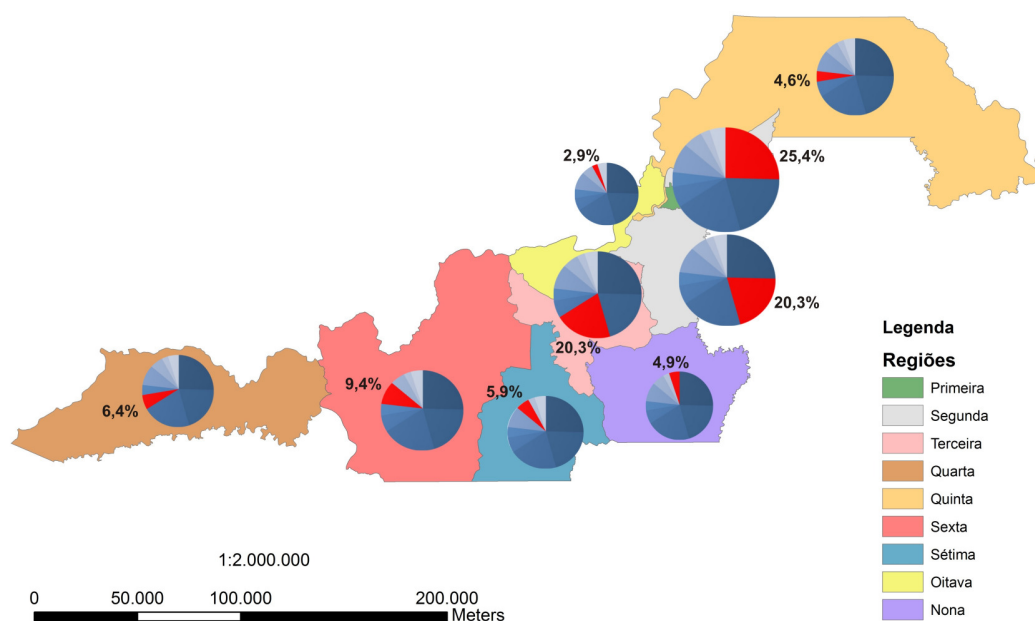 4,6%
2,9%
25,4%
20,3%
20,3%
4,9%
9,4%
5,9%
6,4%
Legenda
Regiões
Primeira
Segunda
Terceira
Quarta
Quinta
Sexta
Sétima
Oitava
Nona
1:2.000.000
0 50.000 100.000 200.000
Meters